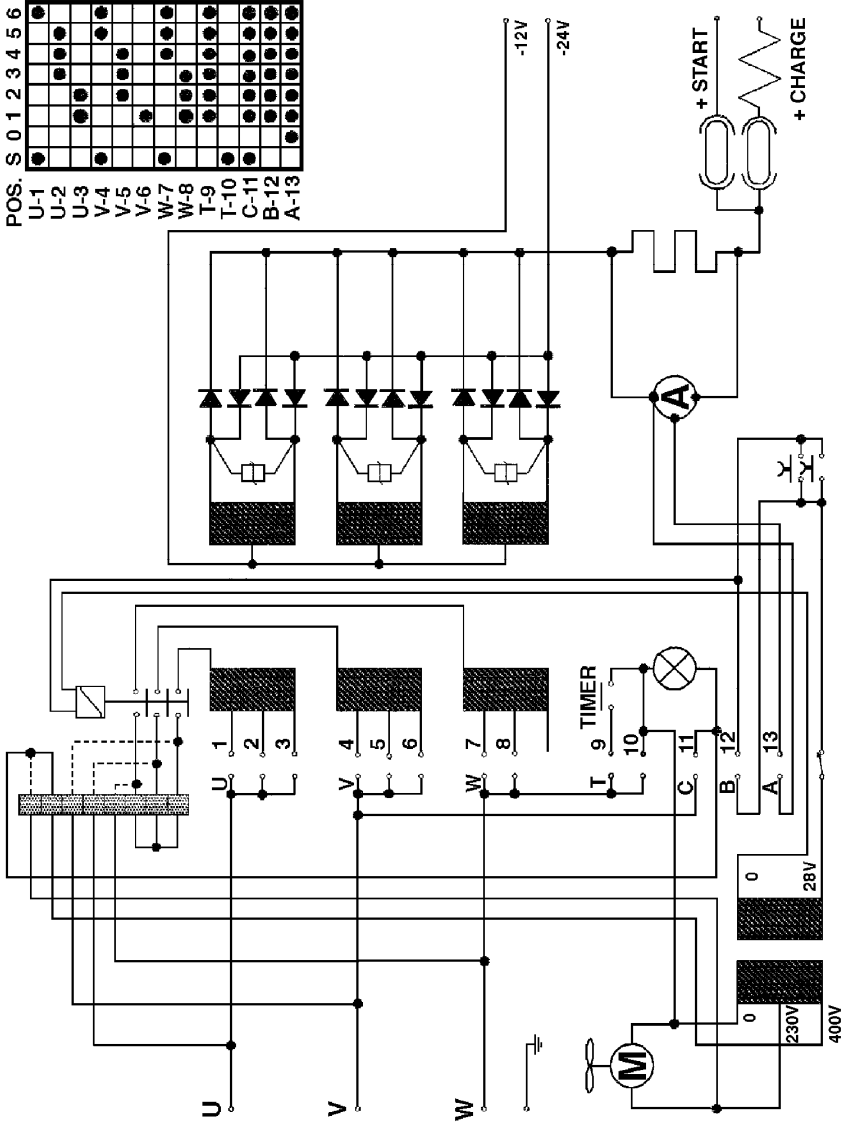 POS. S 0 1 2 3 4 5 6
U-1
U-2
U-3
V-4
V-5
V-6
W-7
W-8
T-9
T-10
C-11
B-12
A-13
-12V
-24V
+ START
+ CHARGE
A
TIMER
U
1
2
3
V
4
5
6
W
7
8
T
9
10
C
11
B
12
A
13
0
28V
0
230V
400V
M
U
V
W